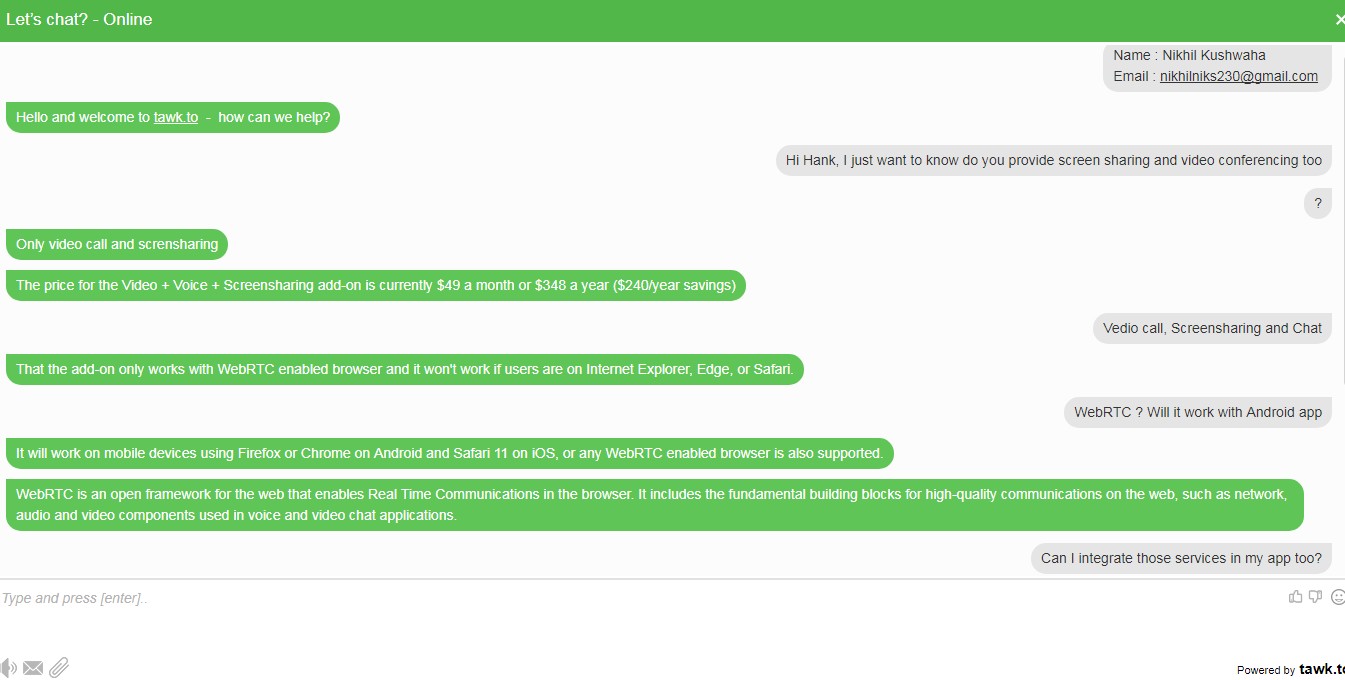 Let's chat? - Online
Name : Nikhil Kushwaha
Email : nikhilniks230@gmail.com
Hello and welcome to tawk.to - how can we help?
Hi Hank, I just want to know do you provide screen sharing and video conferencing too
?
Only video call and scrensharing
The price for the Video + Voice + Screensharing add-on is currently $49 a month or $348 a year ($240/year savings)
Vedio call, Screensharing and Chat
That the add-on only works with WebRTC enabled browser and it won't work if users are on Internet Explorer, Edge, or Safari.
WebRTC ? Will it work with Android app
It will work on mobile devices using Firefox or Chrome on Android and Safari 11 on iOS, or any WebRTC enabled browser is also supported.
WebRTC is an open framework for the web that enables Real Time Communications in the browser. It includes the fundamental building blocks for high-quality communications on the web, such as network,
audio and video components used in voice and video chat applications.
Can I integrate those services in my app too?
Type and press [enter]..
Powered by tawk.to